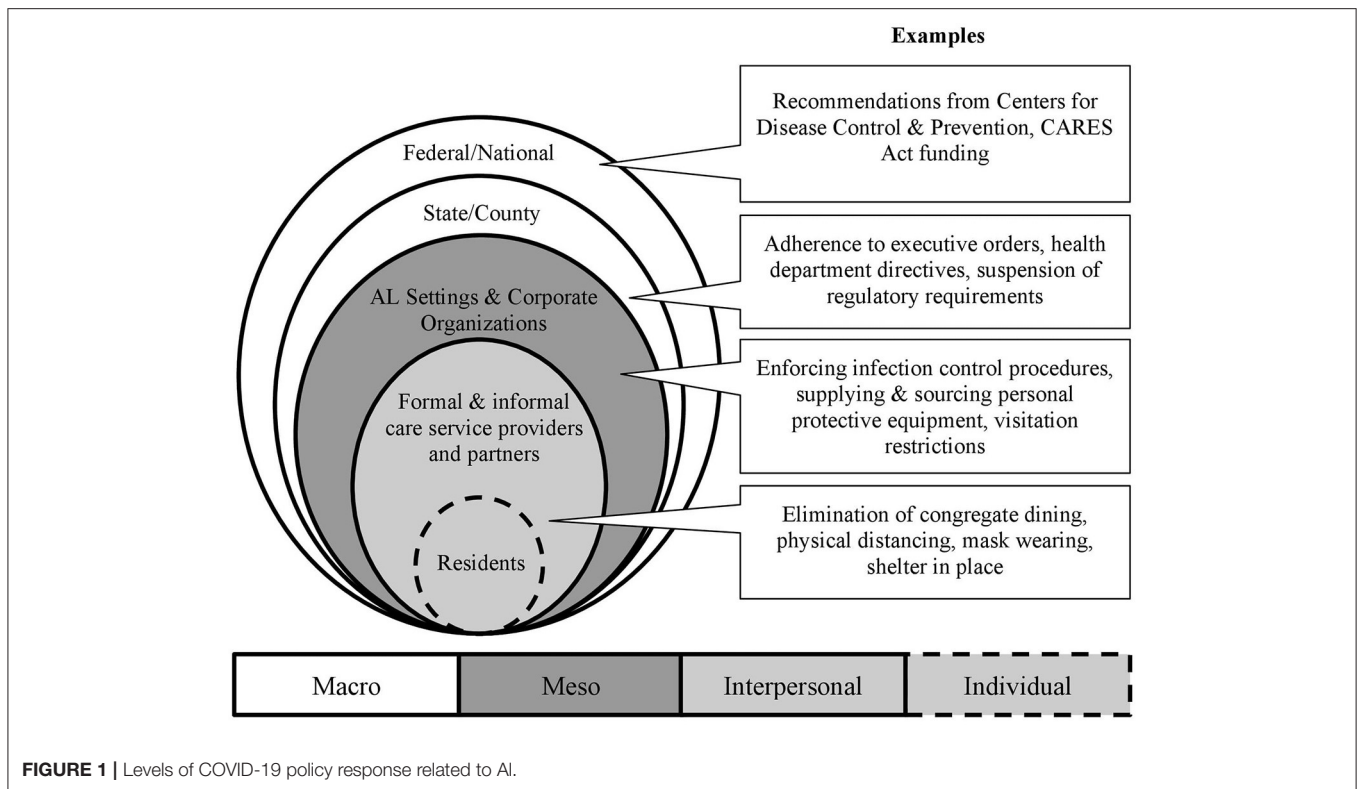 Examples
Recommendations from Centers for
Disease Control & Prevention, CARES
Act funding
Federal/National
State/County
Adherence to executive orders, health
department directives, suspension of
regulatory requirements
AL Settings & Corporate
Organizations
Enforcing infection control procedures,
supplying & sourcing personal
protective equipment, visitation
restrictions
Formal & informal
care service providers
and partners
Elimination of congregate dining,
physical distancing, mask wearing,
shelter in place
Residents
Macro
Meso
Interpersonal
Individual
FIGURE 1 | Levels of COVID-19 policy response related to Al.